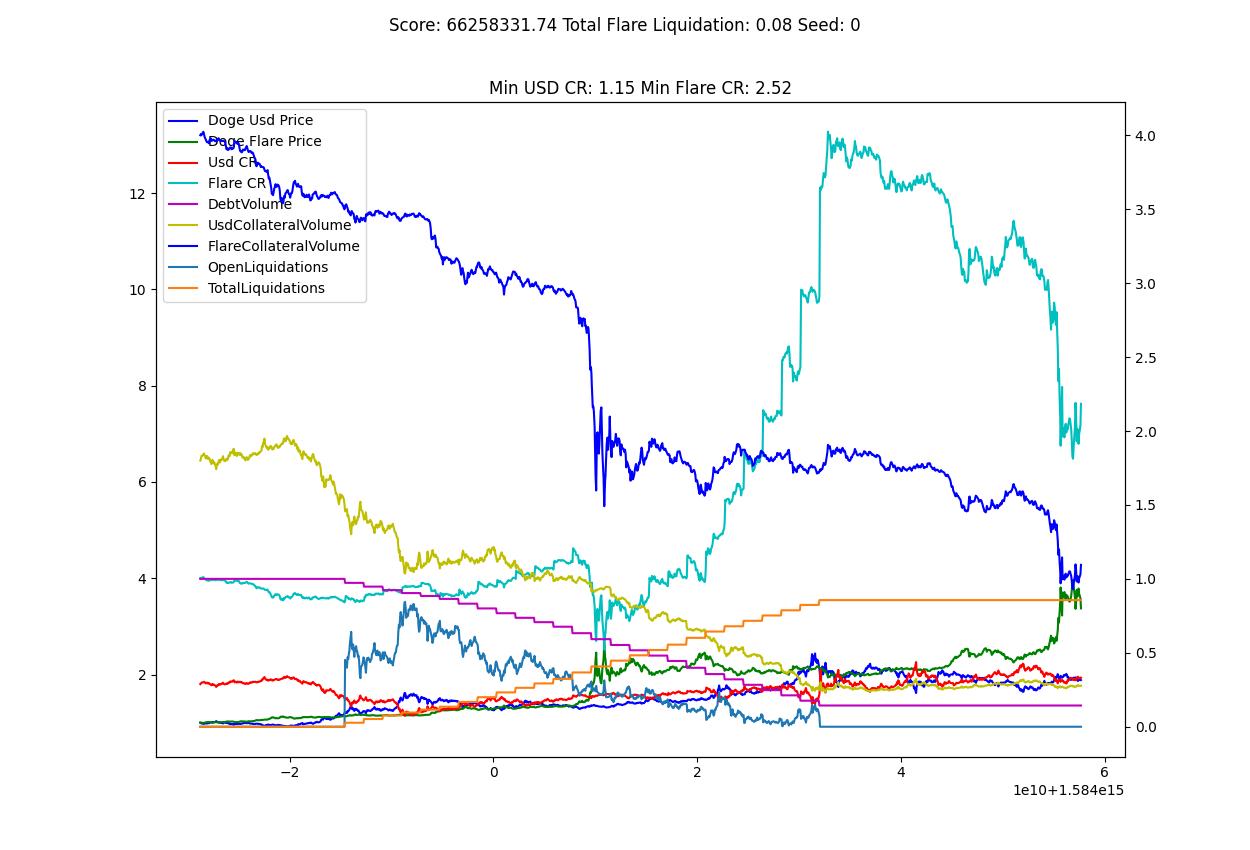 Score: 66258331.74 Total Flare Liquidation: 0.08 Seed: 0
Min USD CR: 1.15 Min Flare CR: 2.52
Doge Usd Price
Doge Flare Price
Usd CR
Flare CR
DebtVolume
UsdCollateralVolume
FlareCollateralVolume
OpenLiquidations
TotalLiquidations
12
10
8
6
4
2
4.0
3.5
3.0
2.5
2.0
1.5
1.0
0.5
0.0
−2 0 2 4 6
1e10+1.584e15